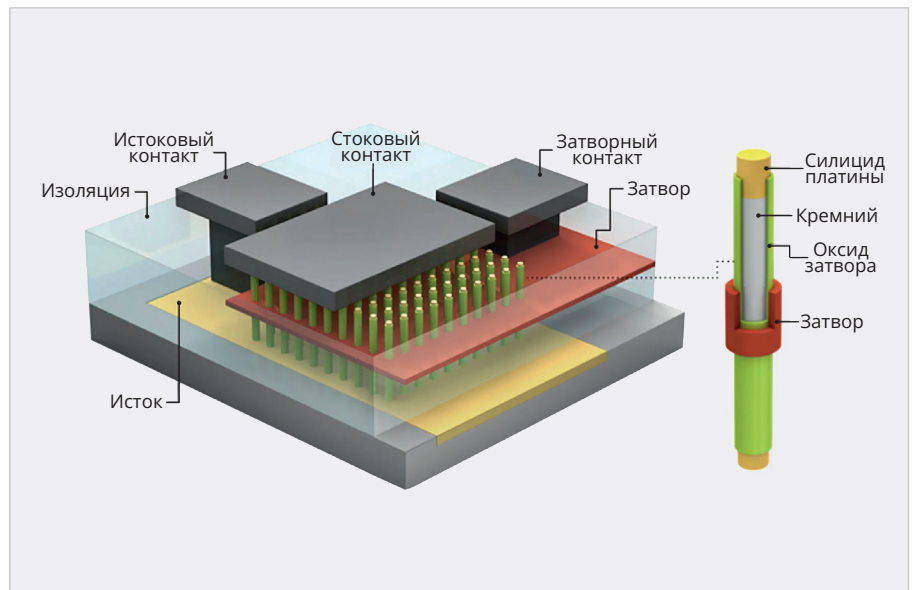 Истоковый
контакт
Стоковый
контакт
Затворный
контакт
Изоляция
Затвор
Исток
Силицид
платины
Кремний
Оксид
затвора
Затвор